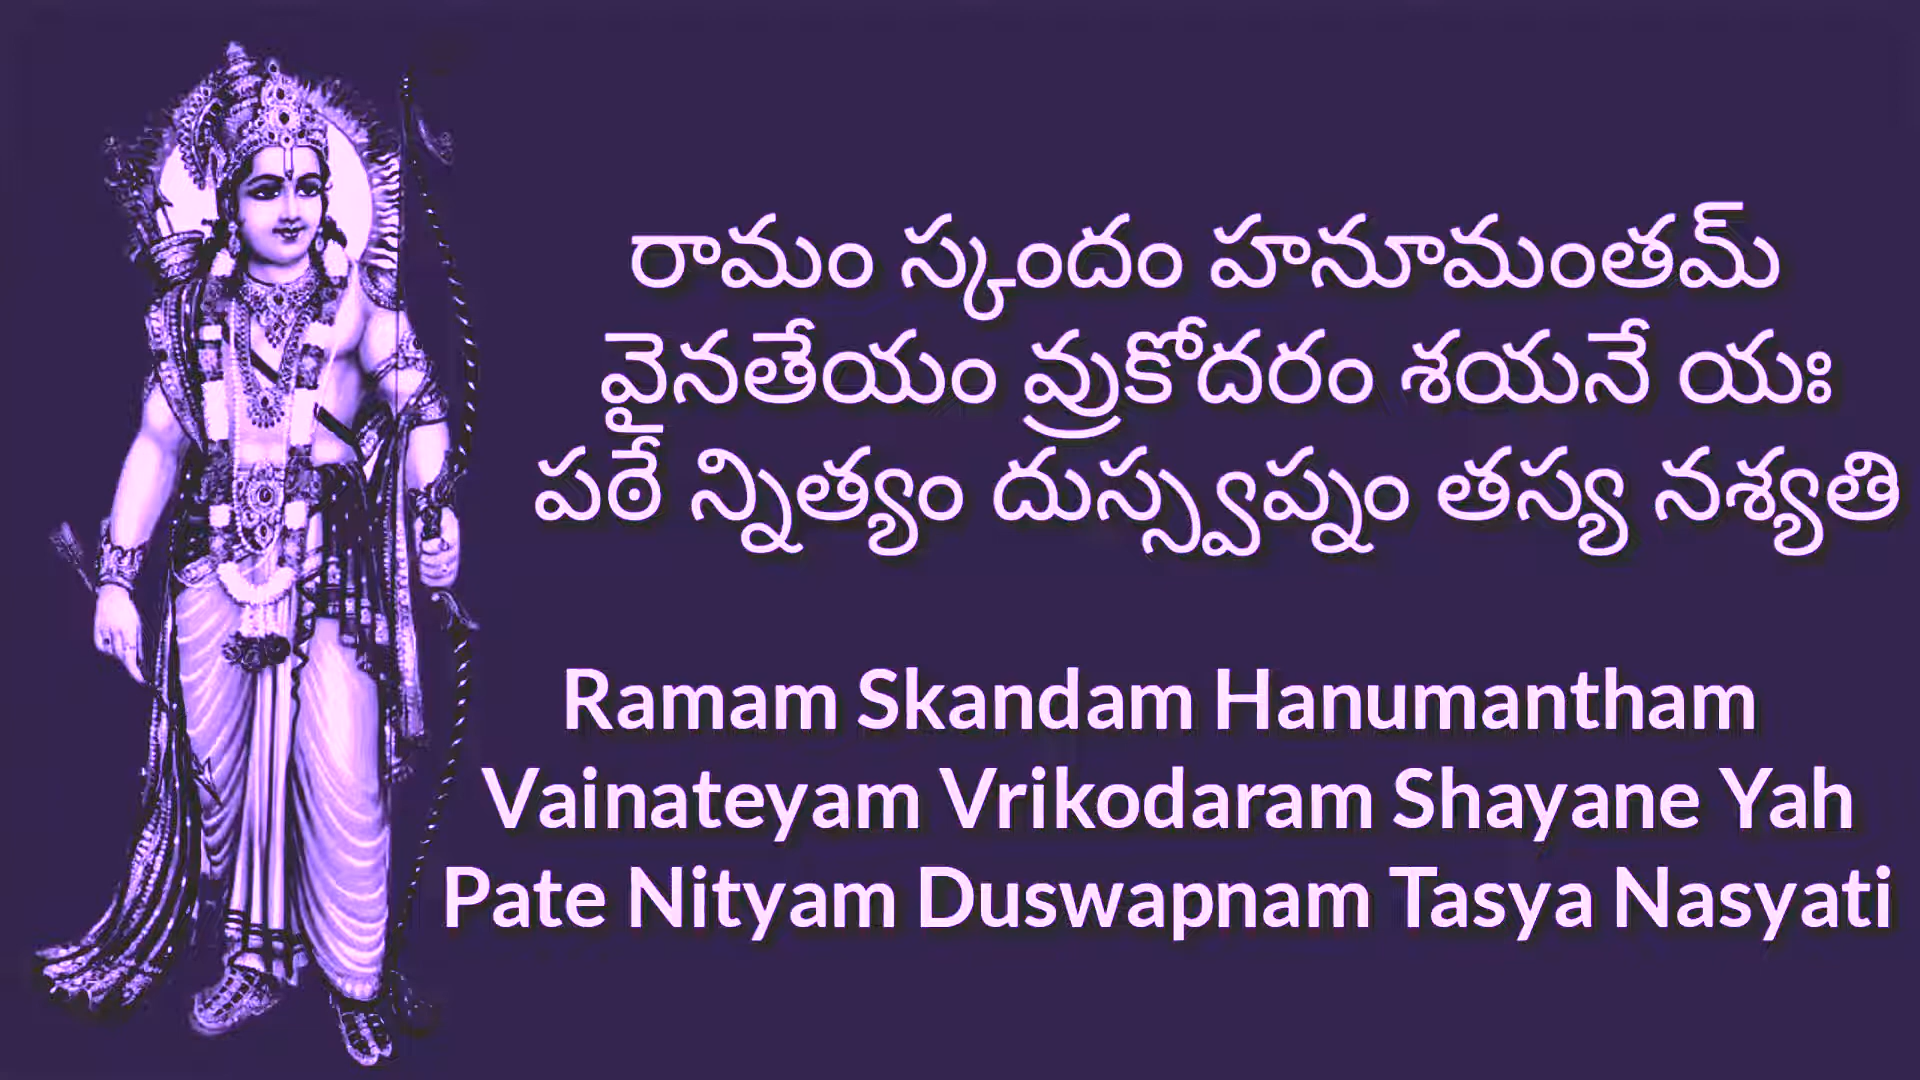 రామం స్కందం హనూమంతమ్
వైనతేయం వ్రుకోదరం శయనే యః
పఠే న్నిత్యం దుస్స్వప్నం తస్య నశ్యతి
Ramam Skandam Hanumantham
Vainateyam Vrikodaram Shayane Yah
Pate Nityam Duswapnam Tasya Nasyati